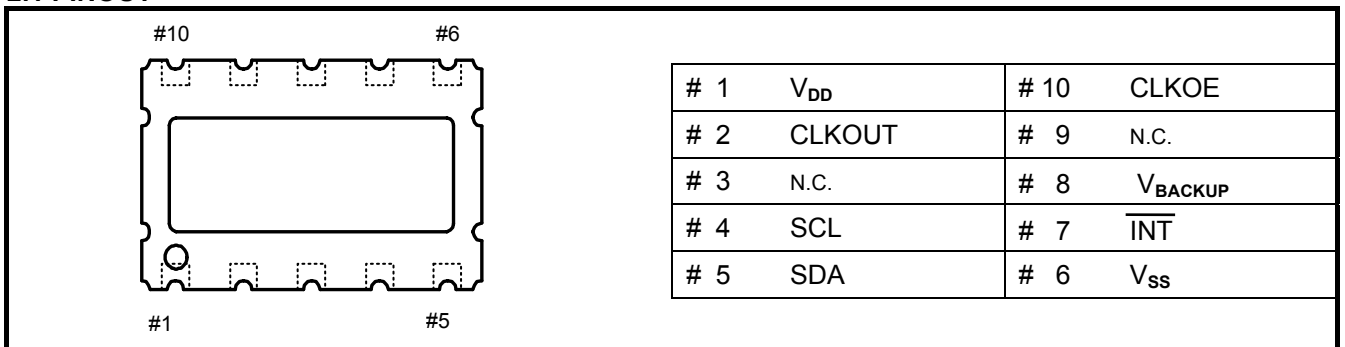 #10 #6
# 1 VDD # 10 CLKOE
# 2 CLKOUT # 9 N.C.
# 3 N.C. # 8 VBACKUP
# 4 SCL # 7 INT
# 5 SDA # 6 VSS
#1 #5